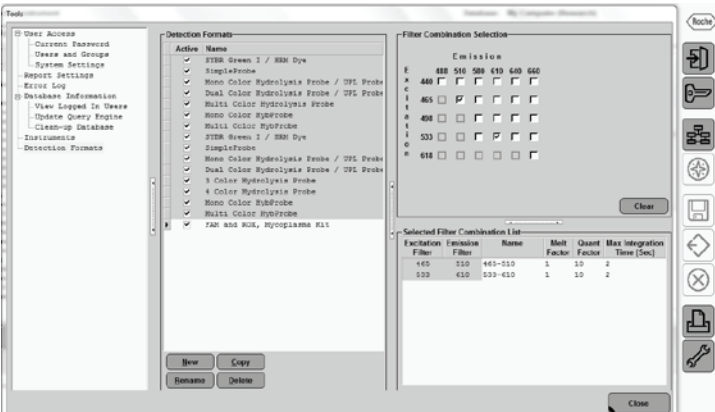 Tools
User Access
Current Password
Users and Groups
System Settings
Report Settings
Error Log
Database Information
View Logged In Users
Update Query Engine
Clean-up Database
Instruments
Detection Formats
Detection Formats
Active Name
SYBR Green I / HRM Dye
SimpleProbe
Mono Color Hydrolysis Probe / UPL Probe
Dual Color Hydrolysis Probe / UPL Probe
Multi Color Hydrolysis Probe
Mono Color HybProbe
Multi Color HybProbe
SYBR Green I / HRM Dye
SimpleProbe
Mono Color Hydrolysis Probe / UPL Probe
Dual Color Hydrolysis Probe / UPL Probe
3 Color Hydrolysis Probe
4 Color Hydrolysis Probe
Mono Color HybProbe
Multi Color HybProbe
FAM and ROX, Mycoplasma Kit
New Copy
Rename Delete
Filter Combination Selection
Emission
488 510 580 610 640 660
Excitation
440
465
498
533
618
Clear
Selected Filter Combination List
Excitation Filter Emission Filter Name Melt Factor Quant Factor Max Integration Time [Sec]
465 510 465-510 1 10 2
533 610 533-610 1 10 2
Close
Roche